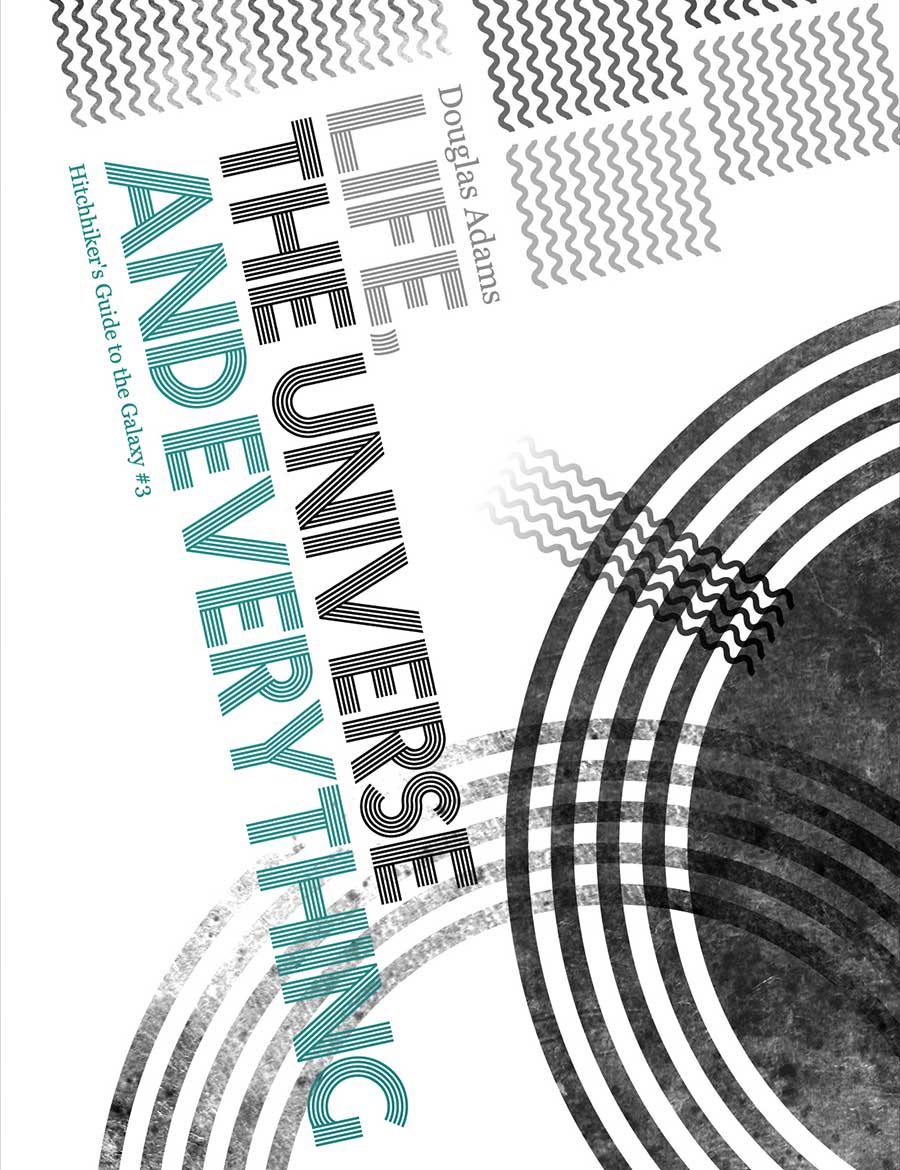 Douglas Adams
LIFE,
THE UNIVERSE
AND EVERYTHING
Hitchhiker's Guide to the Galaxy #3